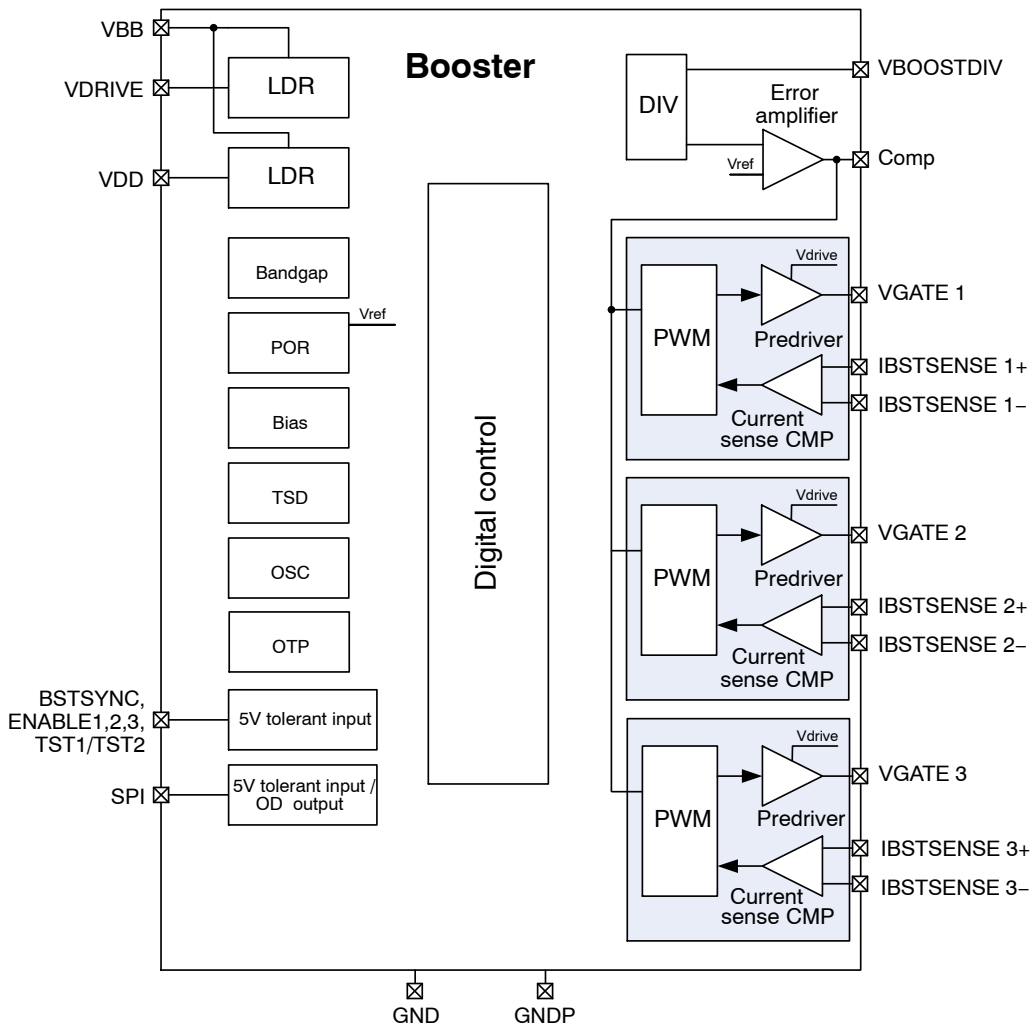 Booster
VBB
VDRIVE
VDD
LDR
LDR
Bandgap
POR
Vref
Bias
TSD
OSC
OTP
BSTSYNC,
ENABLE1,2,3,
TST1/TST2
5V tolerant input
SPI
5V tolerant input /
OD output
Digital control
DIV
Error
amplifier
Vref
VBOOSTDIV
Comp
PWM
Vdrive
Predriver
Current
sense CMP
VGATE 1
IBSTSENSE 1+
IBSTSENSE 1−
PWM
Vdrive
Predriver
Current
sense CMP
VGATE 2
IBSTSENSE 2+
IBSTSENSE 2−
PWM
Vdrive
Predriver
Current
sense CMP
VGATE 3
IBSTSENSE 3+
IBSTSENSE 3−
GND
GNDP